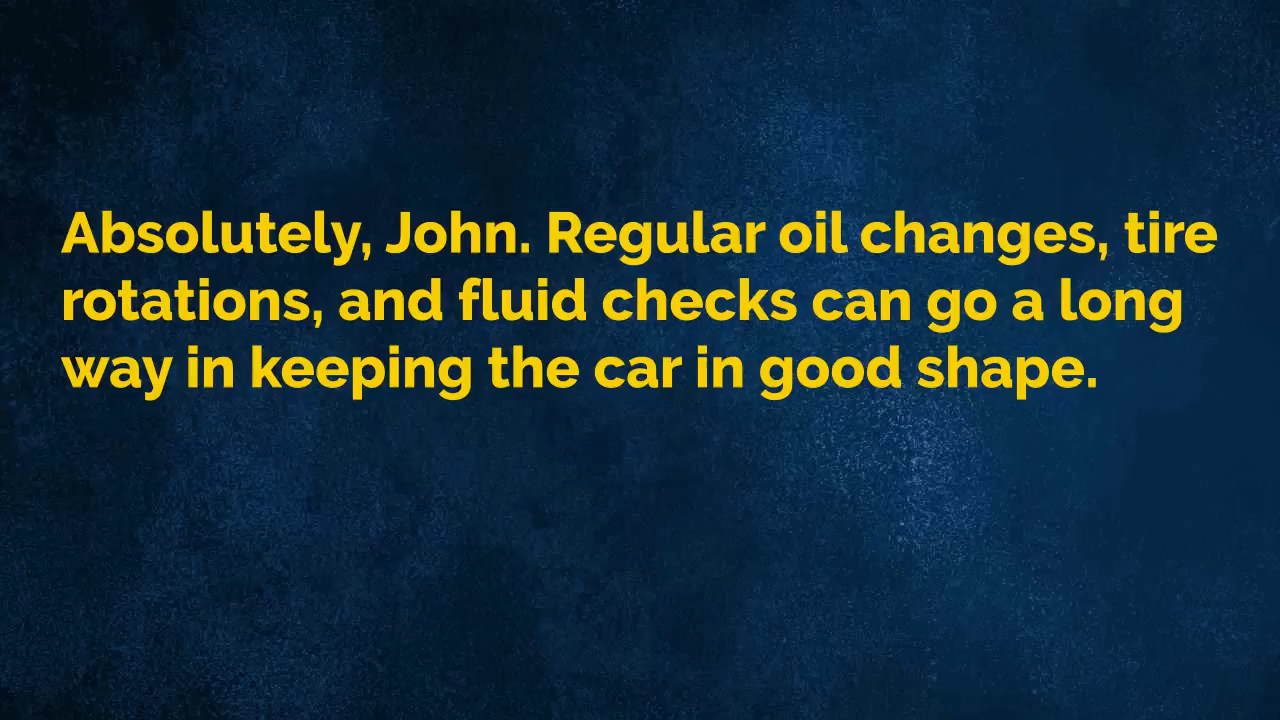 Absolutely, John. Regular oil changes, tire
rotations, and fluid checks can go a long
way in keeping the car in good shape.